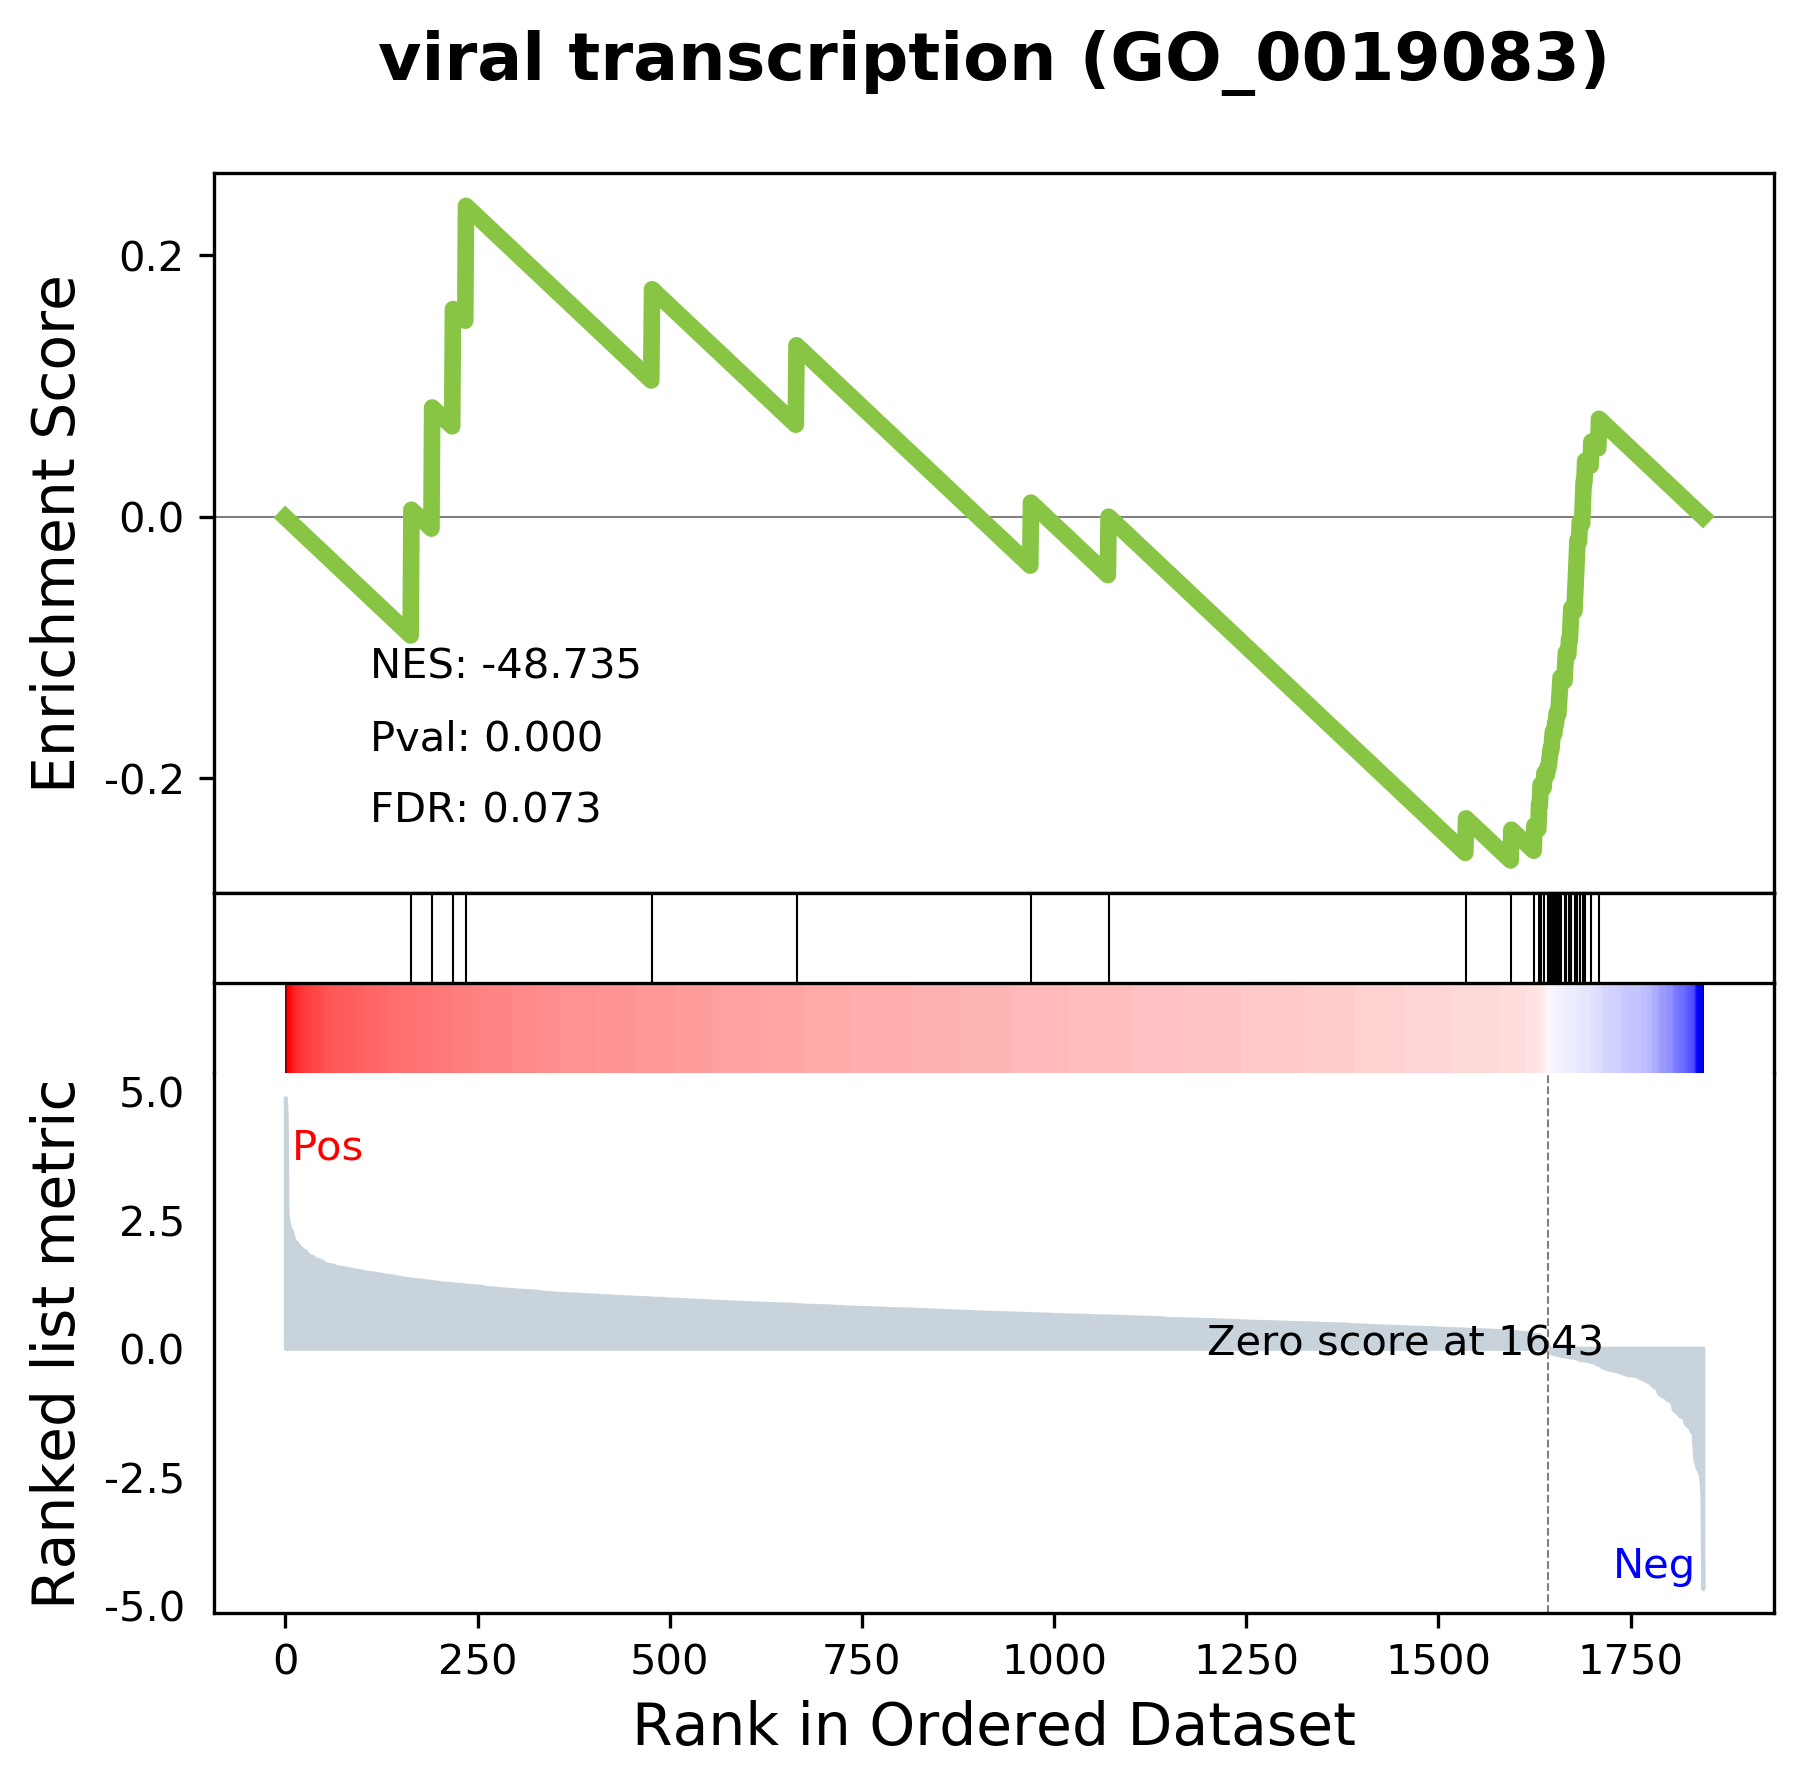 viral transcription (GO_0019083)
Enrichment Score
0.2
0.0
-0.2
NES: -48.735
Pval: 0.000
FDR: 0.073
Ranked list metric
5.0
2.5
0.0
-2.5
-5.0
Pos
Zero score at 1643
Neg
0 250 500 750 1000 1250 1500 1750
Rank in Ordered Dataset